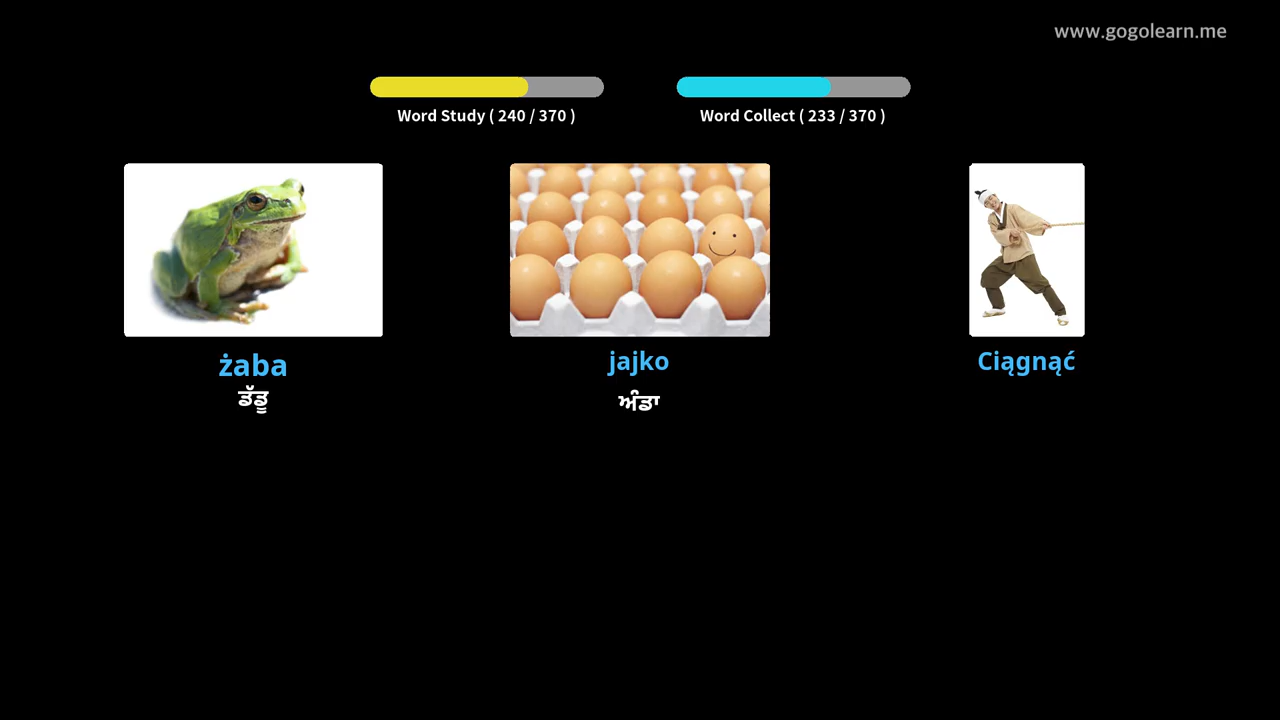 www.gogolearn.me
Word Study ( 240 / 370 )
Word Collect ( 233 / 370 )
żaba
ਡੱਡੂ
jajko
ਅੰਡਾ
Ciągnąć